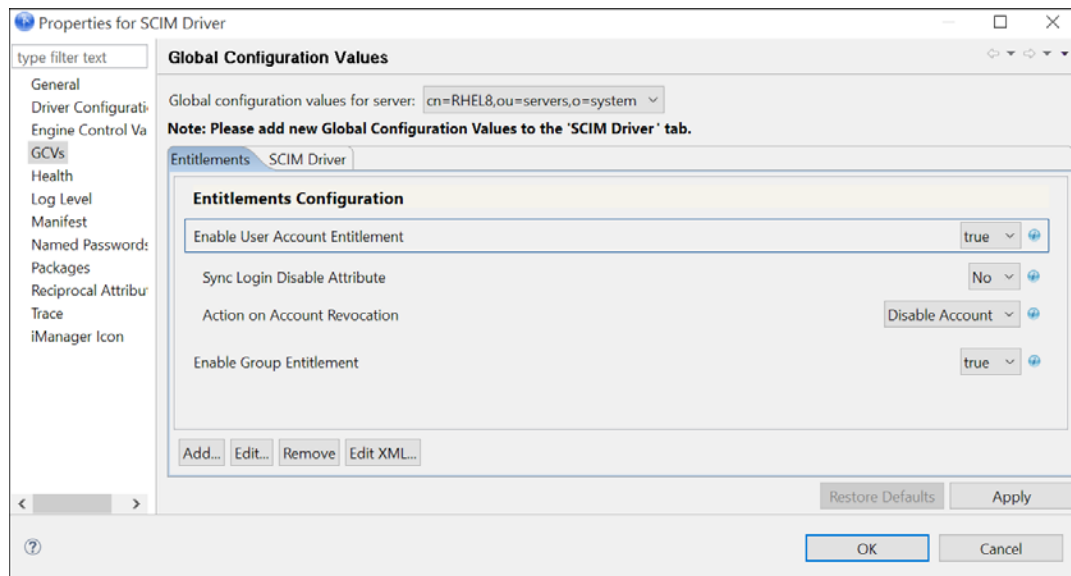 Properties for SCIM Driver
type filter text
General
Driver Configurati
Engine Control Va
GCVs
Health
Log Level
Manifest
Named Passwords
Packages
Reciprocal Attribu
Trace
iManager Icon
Global Configuration Values
Global configuration values for server: cn=RHEL8,ou=servers,o=system
Note: Please add new Global Configuration Values to the 'SCIM Driver' tab.
Entitlements SCIM Driver
Entitlements Configuration
Enable User Account Entitlement true
Sync Login Disable Attribute No
Action on Account Revocation Disable Account
Enable Group Entitlement true
Add... Edit... Remove Edit XML...
Restore Defaults Apply
OK Cancel